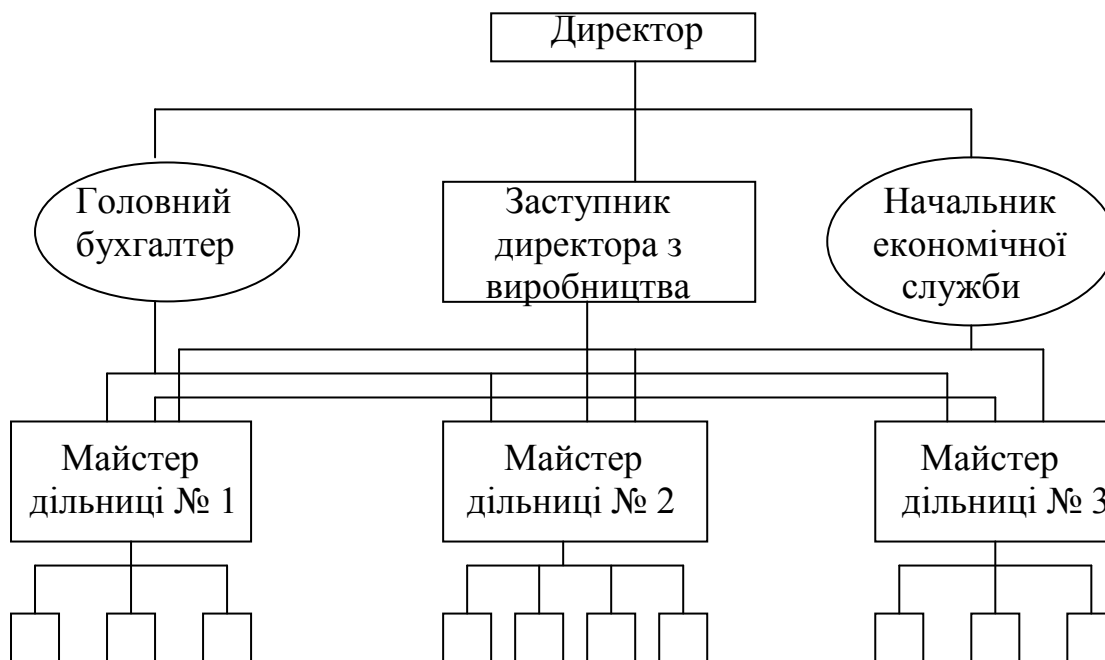 Директор
Головний
бухгалтер
Заступник
директора з
виробництва
Начальник
економічної
служби
Майстер
дільниці № 1
Майстер
дільниці № 2
Майстер
дільниці № 3